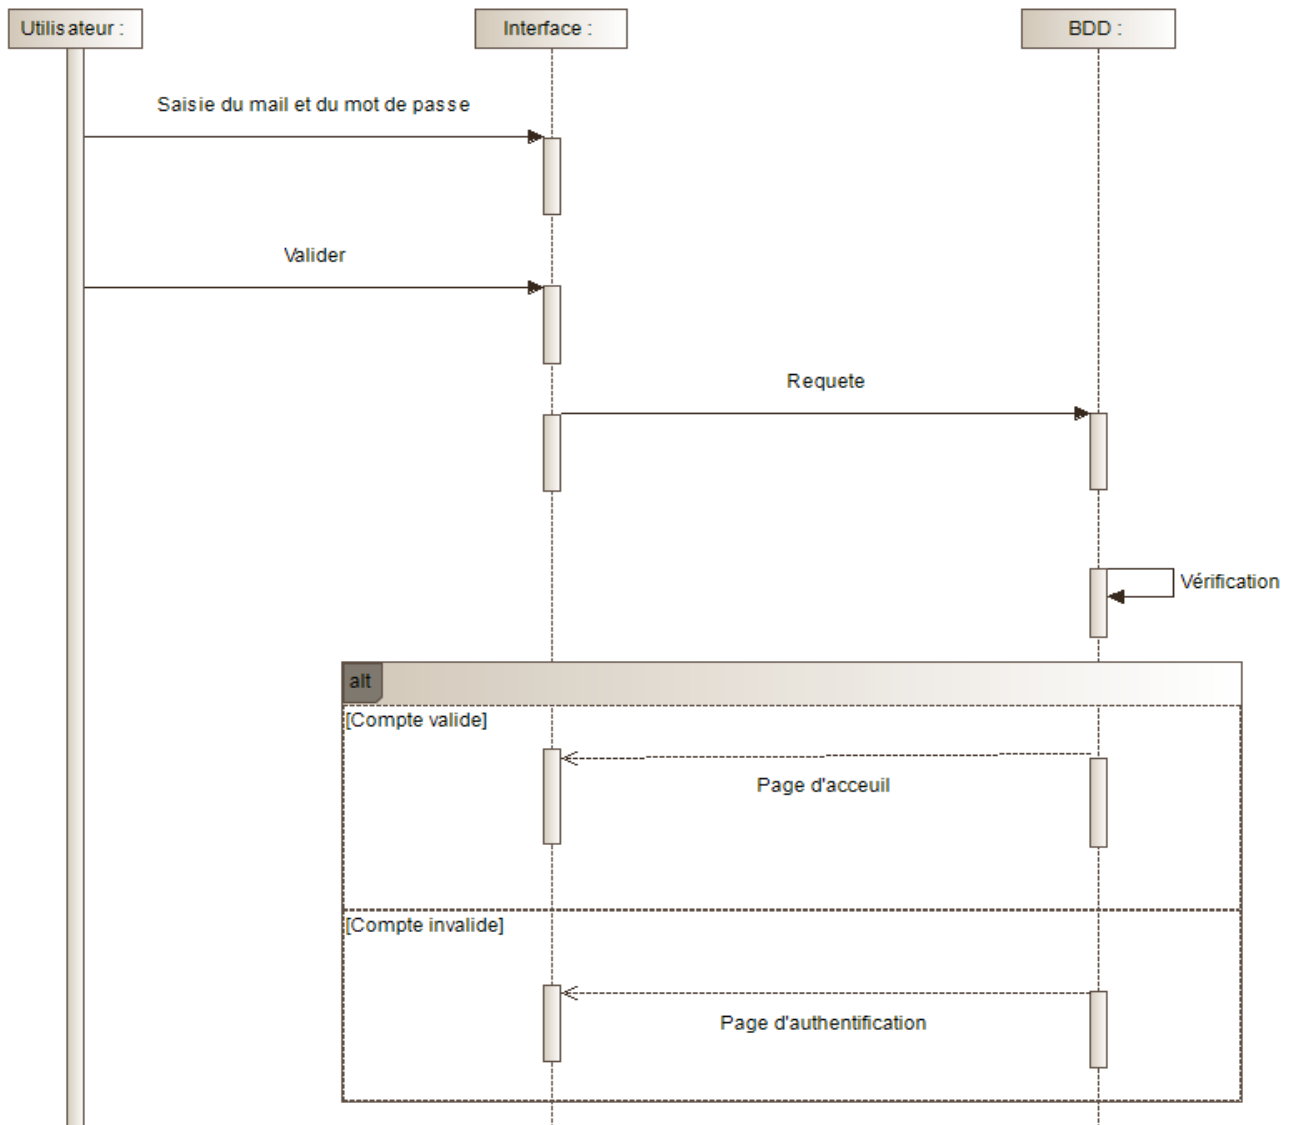 Utilisateur :
Interface :
BDD :
Saisie du mail et du mot de passe
Valider
Requete
Vérification
alt
[Compte valide]
Page d'acceuil
[Compte invalide]
Page d'authentification